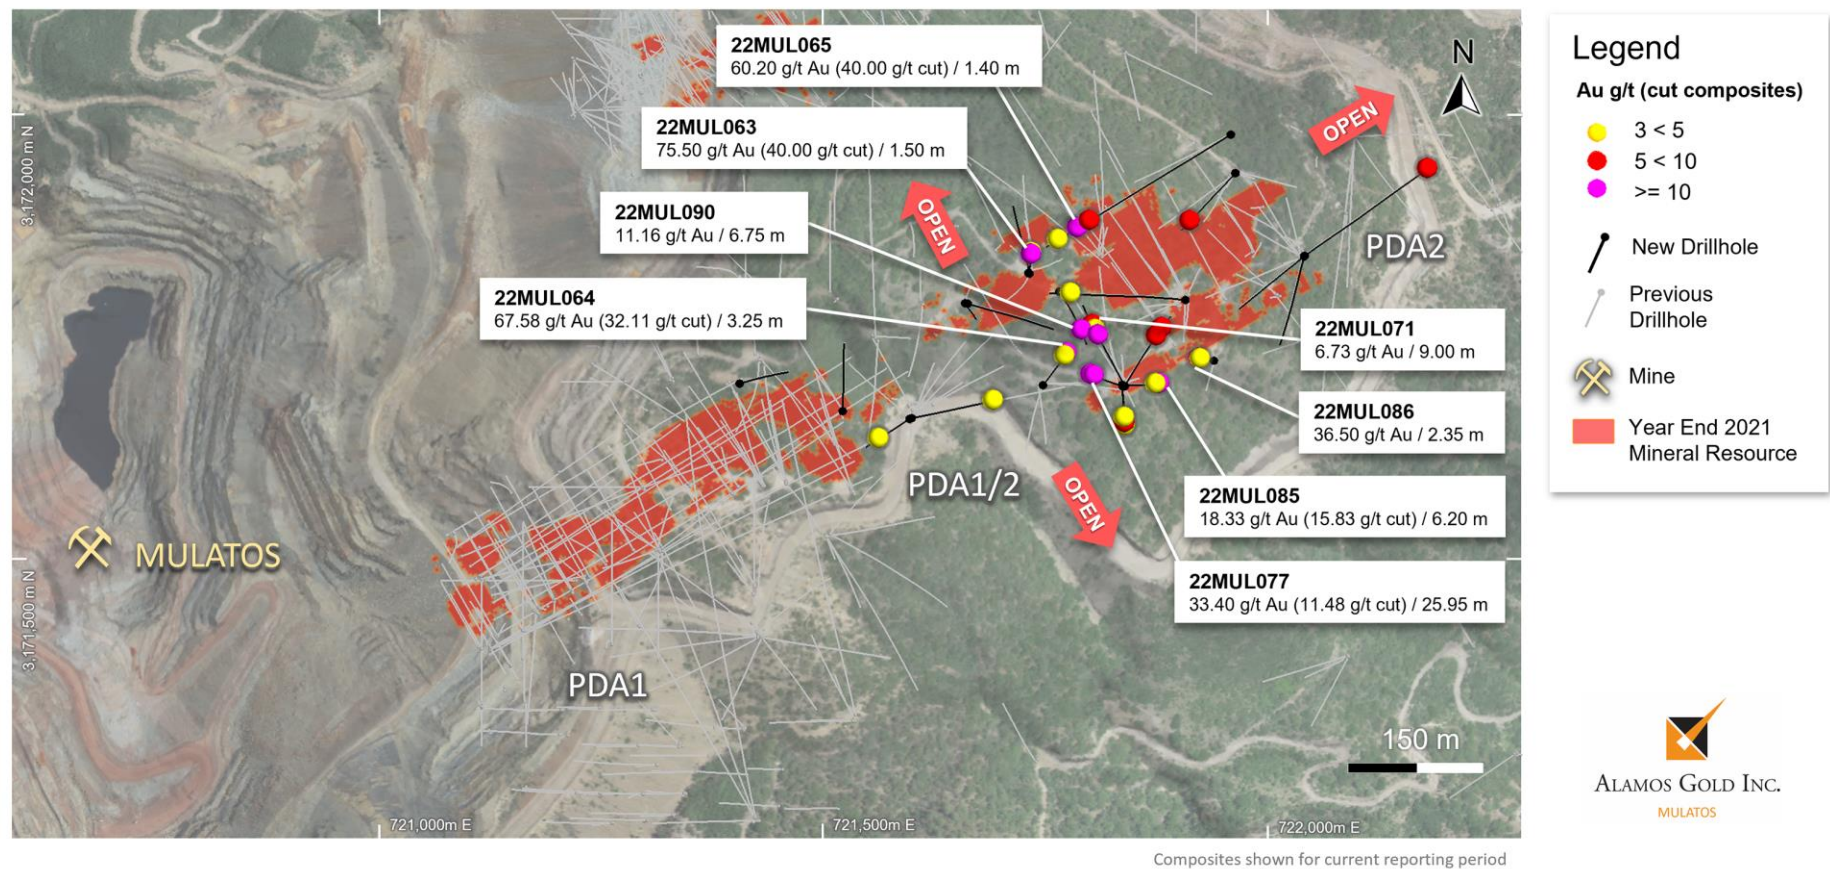 22MUL065
60.20 g/t Au (40.00 g/t cut) / 1.40 m
22MUL063
75.50 g/t Au (40.00 g/t cut) / 1.50 m
22MUL090
11.16 g/t Au / 6.75 m
22MUL064
67.58 g/t Au (32.11 g/t cut) / 3.25 m
22MUL071
6.73 g/t Au / 9.00 m
22MUL086
36.50 g/t Au / 2.35 m
22MUL085
18.33 g/t Au (15.83 g/t cut) / 6.20 m
22MUL077
33.40 g/t Au (11.48 g/t cut) / 25.95 m
OPEN
OPEN
OPEN
N
PDA2
PDA1/2
PDA1
MULATOS
3,172,000 m N
3,171,500 m N
721,000m E
721,500m E
722,000m E
150 m
Legend
Au g/t (cut composites)
3 < 5
5 < 10
>= 10
New Drillhole
Previous
Drillhole
Mine
Year End 2021
Mineral Resource
ALAMOS GOLD INC.
MULATOS
Composites shown for current reporting period